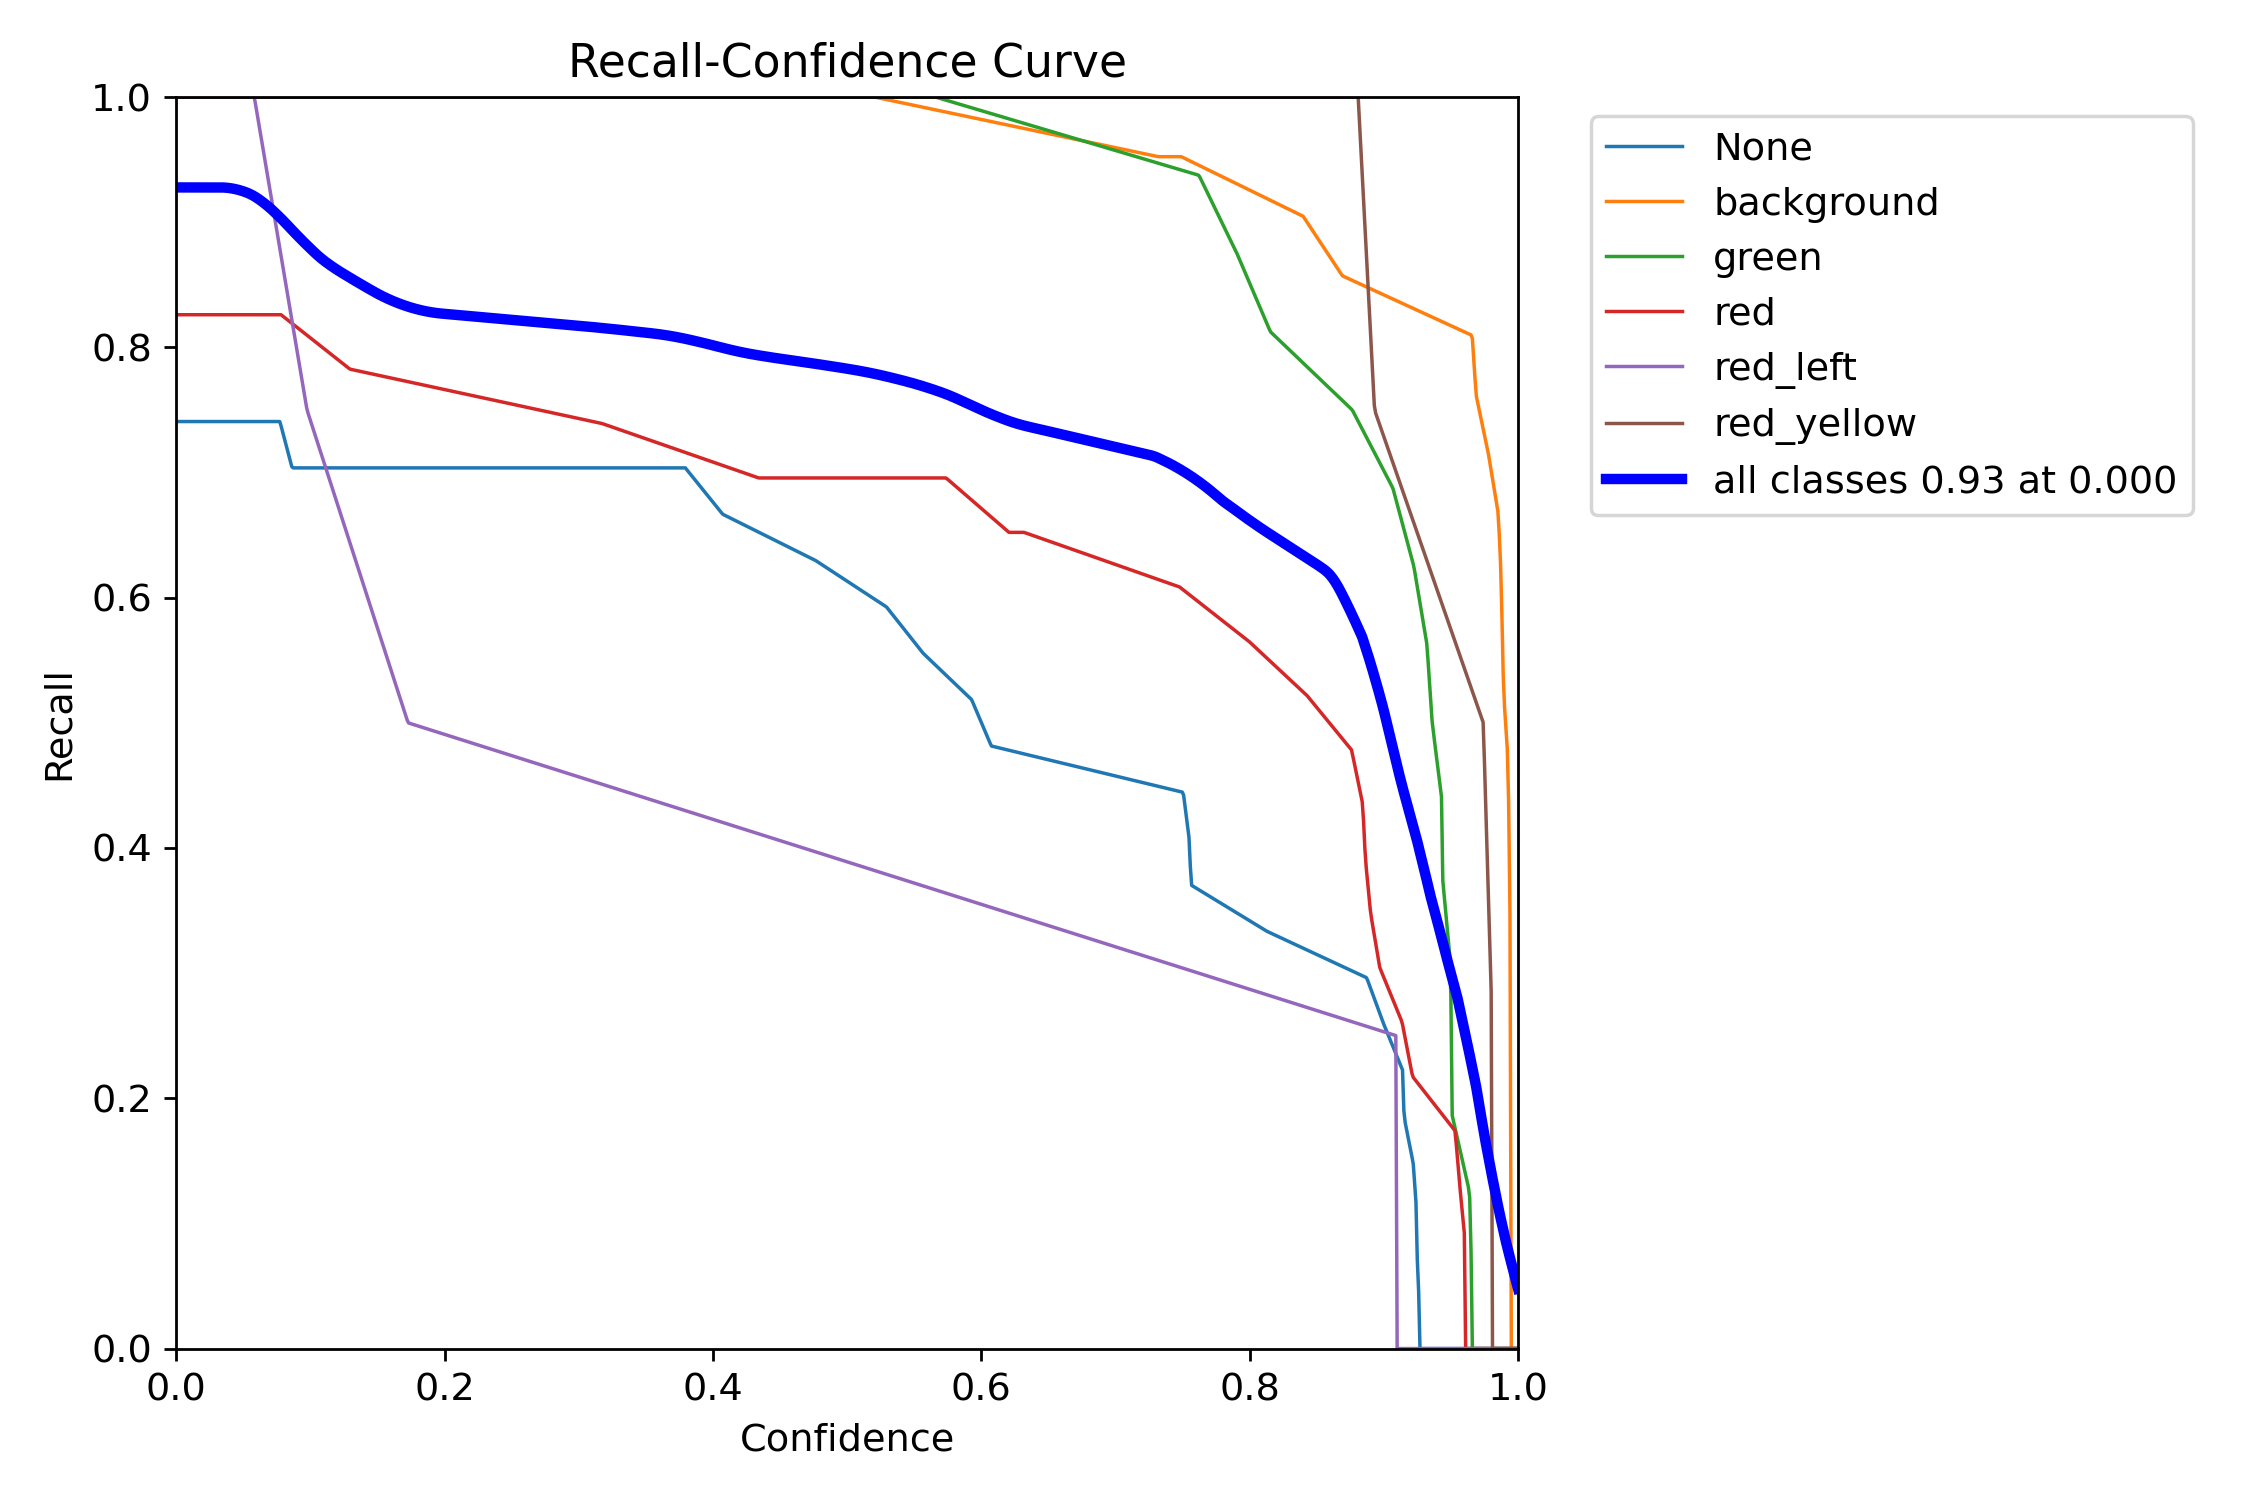 Recall-Confidence Curve
1.0
0.8
0.6
0.4
0.2
0.0
Recall
0.0 0.2 0.4 0.6 0.8 1.0
Confidence
None
background
green
red
red_left
red_yellow
all classes 0.93 at 0.000